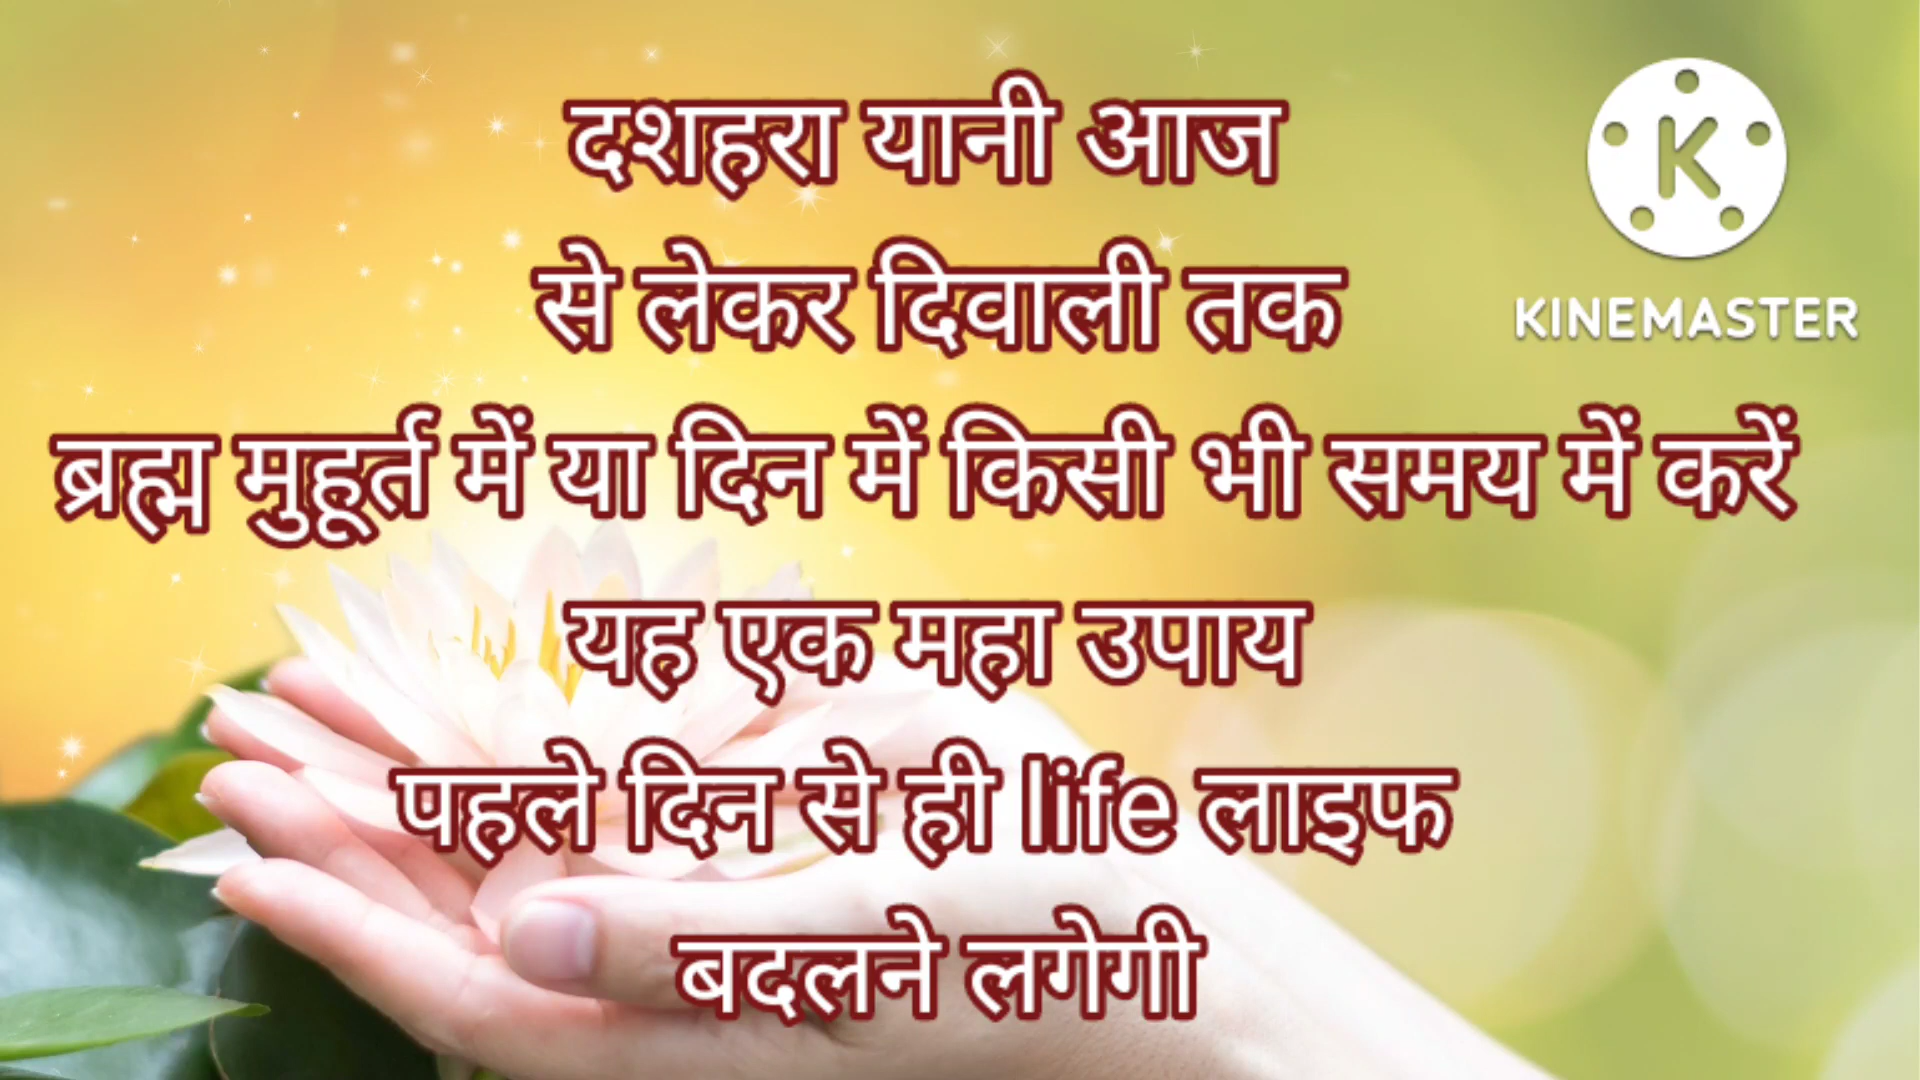 दशहरा यानी आज
से लेकर दिवाली तक
ब्रह्म मुहूर्त में या दिन में किसी भी समय में करें
यह एक महा उपाय
पहले दिन से ही life लाइफ
बदलने लगेगी
K
KINEMASTER